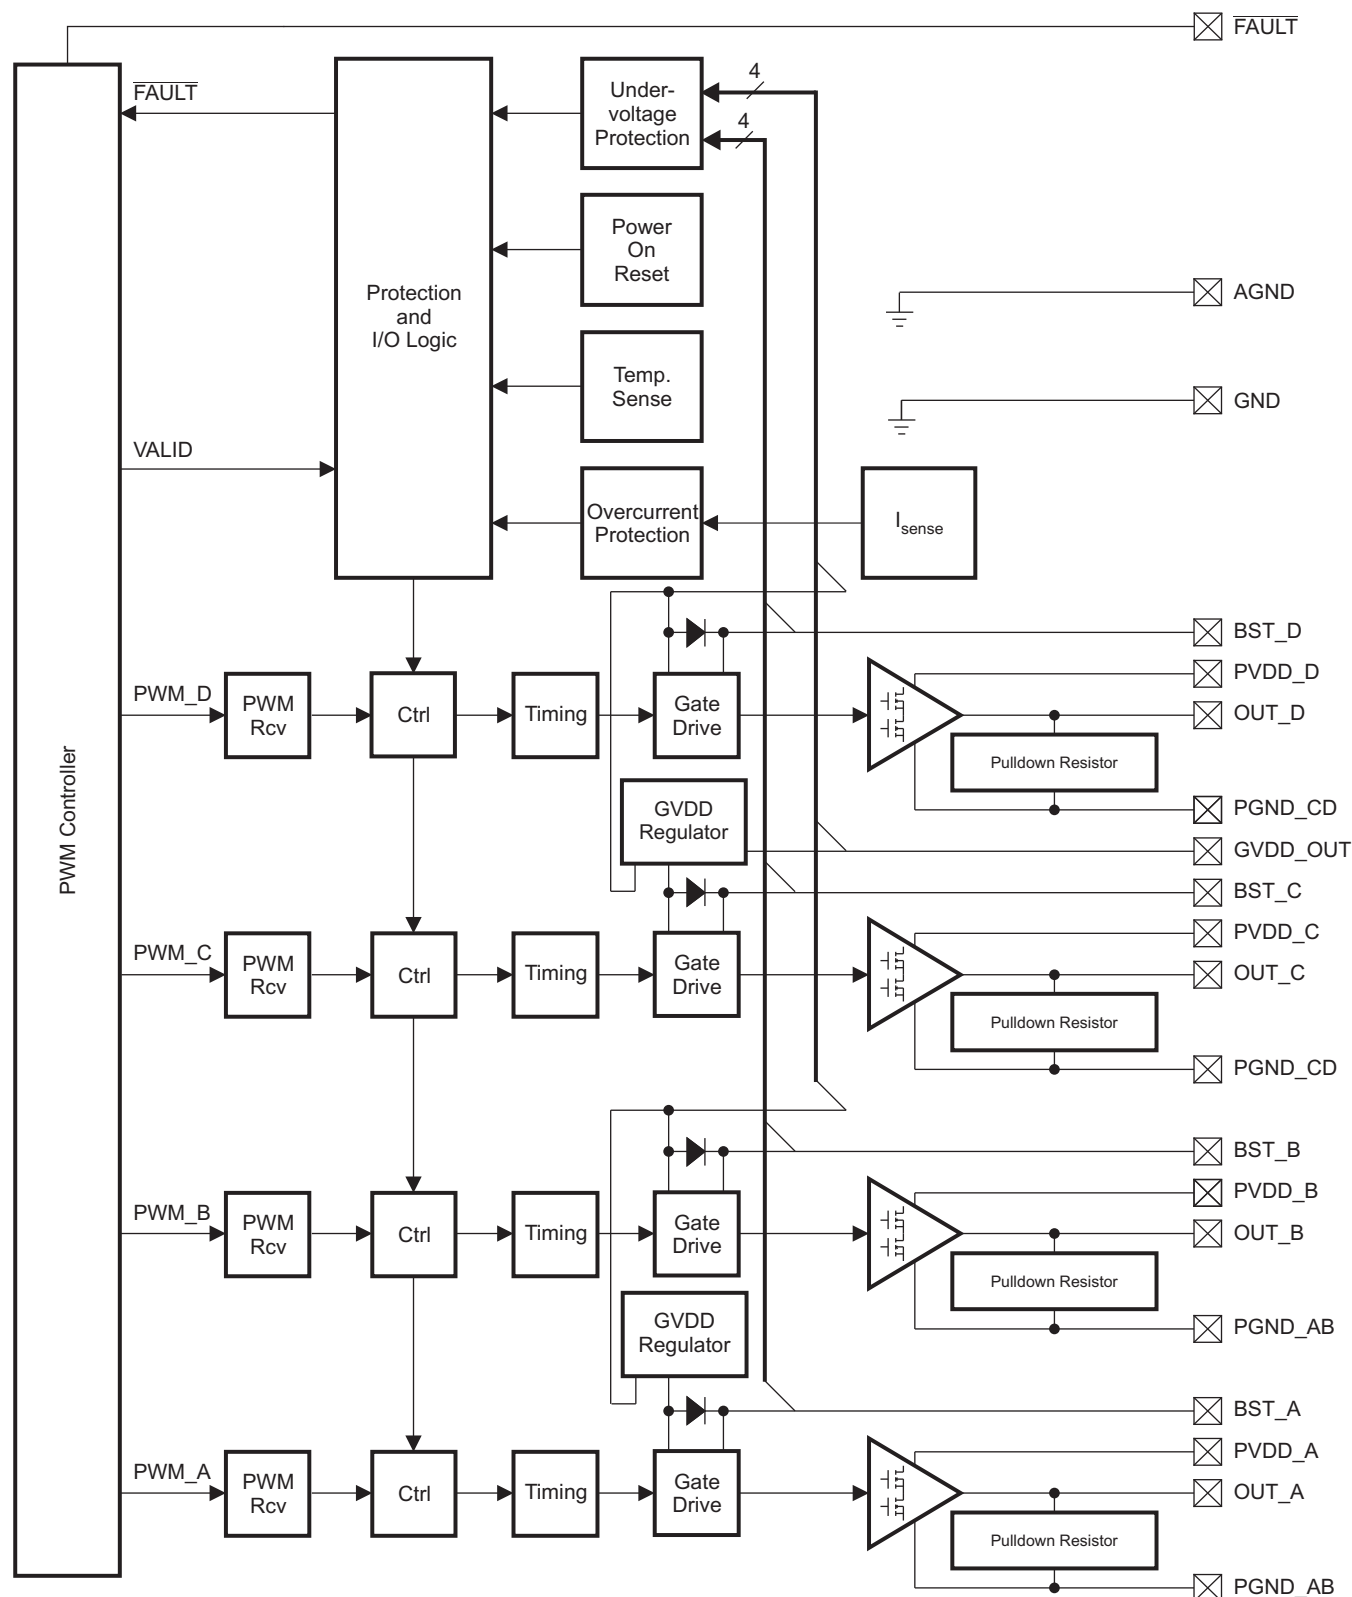 FAULT
FAULT
Under-
voltage
Protection
4
4
Power
On
Reset
Protection
and
I/O Logic
AGND
Temp.
Sense
GND
VALID
Overcurrent
Protection
Isense
BST_D
PVDD_D
PWM_D
PWM
Rcv
Ctrl
Timing
Gate
Drive
OUT_D
Pulldown Resistor
PWM Controller
GVDD
Regulator
PGND_CD
GVDD_OUT
BST_C
PVDD_C
PWM_C
PWM
Rcv
Ctrl
Timing
Gate
Drive
OUT_C
Pulldown Resistor
PGND_CD
BST_B
PVDD_B
PWM_B
PWM
Rcv
Ctrl
Timing
Gate
Drive
OUT_B
Pulldown Resistor
GVDD
Regulator
PGND_AB
BST_A
PVDD_A
PWM_A
PWM
Rcv
Ctrl
Timing
Gate
Drive
OUT_A
Pulldown Resistor
PGND_AB